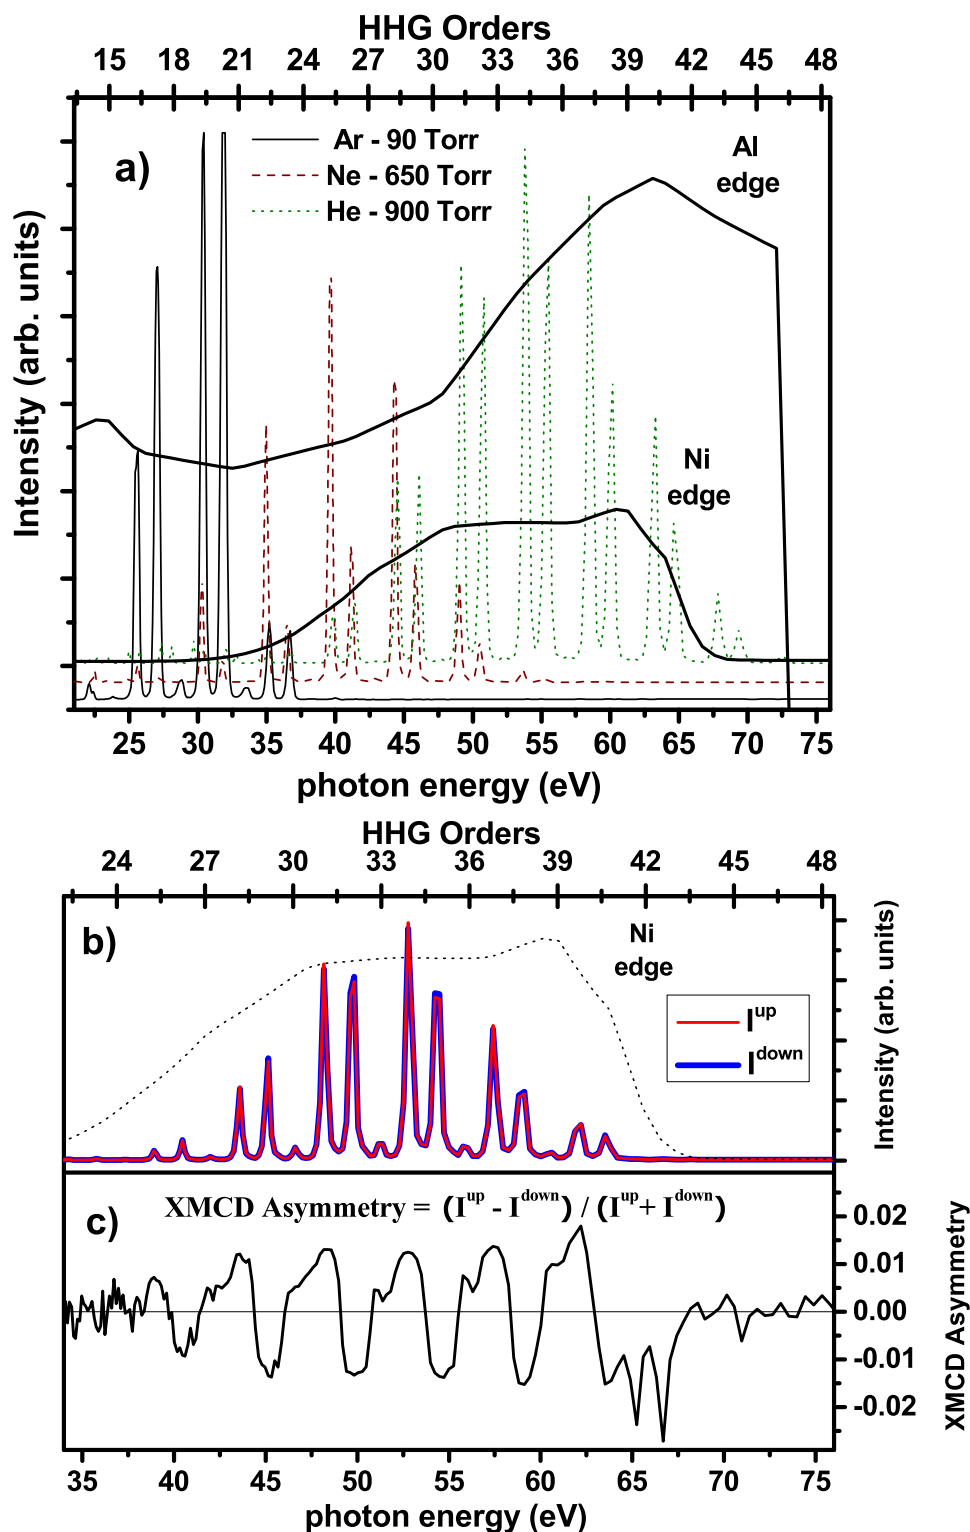 HHG Orders
15 18 21 24 27 30 33 36 39 42 45 48
a)
Ar - 90 Torr
Ne - 650 Torr
He - 900 Torr
Al
edge
Ni
edge
Intensity (arb. units)
25 30 35 40 45 50 55 60 65 70 75
photon energy (eV)
HHG Orders
24 27 30 33 36 39 42 45 48
b)
Ni
edge
I^up
I^down
Intensity (arb. units)
c)
XMCD Asymmetry = (I^up - I^down) / (I^up + I^down)
0.02
0.01
0.00
-0.01
-0.02
XMCD Asymmetry
35 40 45 50 55 60 65 70 75
photon energy (eV)